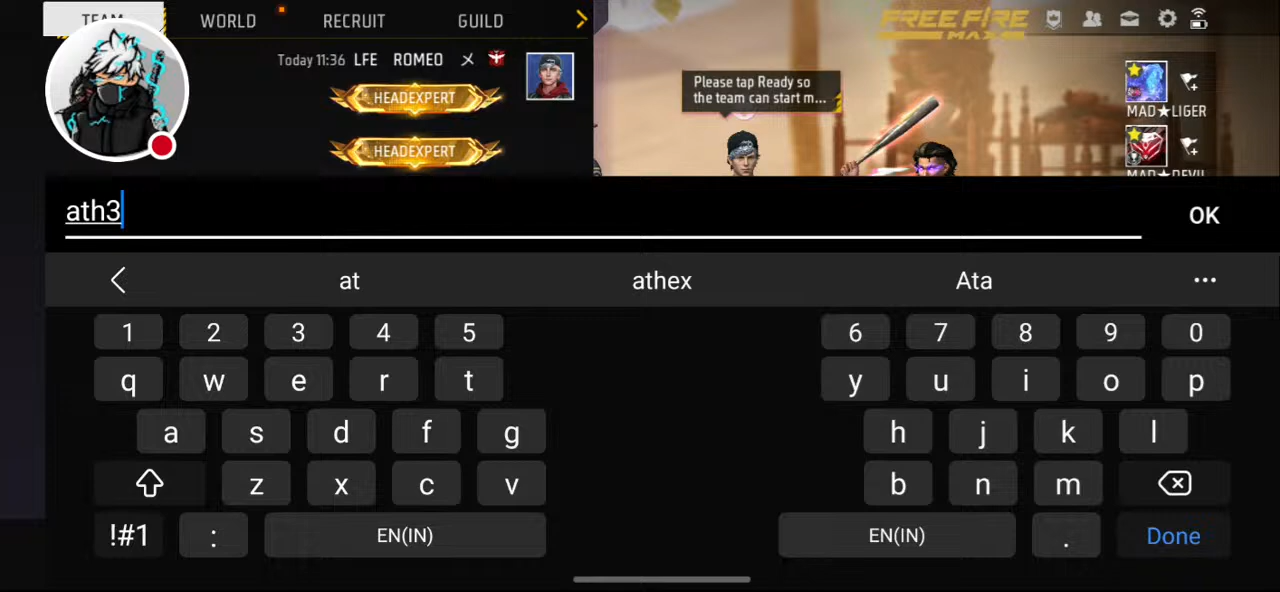 TEAM WORLD RECRUIT GUILD
FREE FIRE
MAX
Today 11:36 LFE ROMEO
HEADEXPERT
HEADEXPERT
Please tap Ready so
the team can start m...
MAD★LIGER
MAD★DEVIL
ath3 OK
at athex Ata ...
1 2 3 4 5 6 7 8 9 0
q w e r t y u i o p
a s d f g h j k l
z x c v b n m
!#1 : EN(IN) EN(IN) . Done